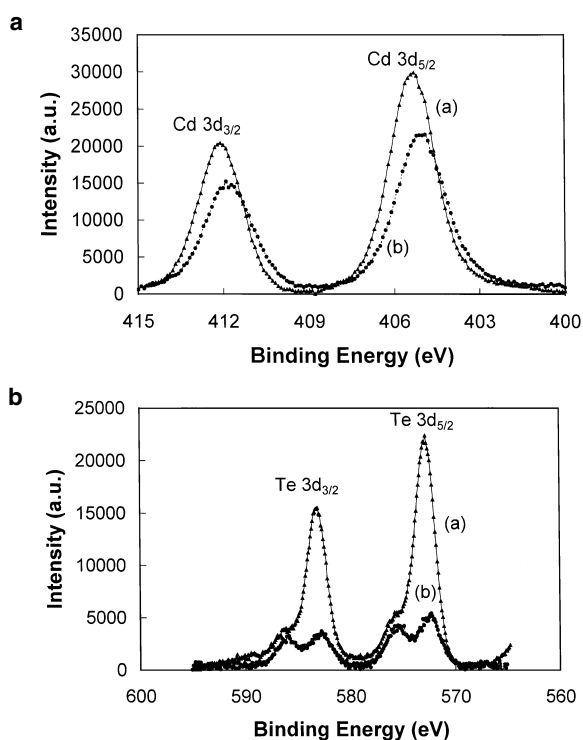 a
35000
30000
25000
20000
15000
10000
5000
0
Intensity (a.u.)
Cd 3d3/2
Cd 3d5/2
(a)
(b)
415 412 409 406 403 400
Binding Energy (eV)
b
25000
20000
15000
10000
5000
0
Intensity (a.u.)
Te 3d5/2
Te 3d3/2
(a)
(b)
600 590 580 570 560
Binding Energy (eV)